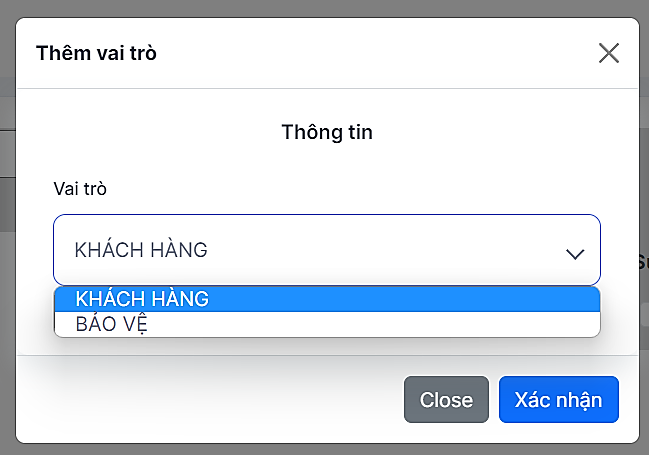 Thêm vai trò
Thông tin
Vai trò
KHÁCH HÀNG
KHÁCH HÀNG
BẢO VỆ
Close
Xác nhận